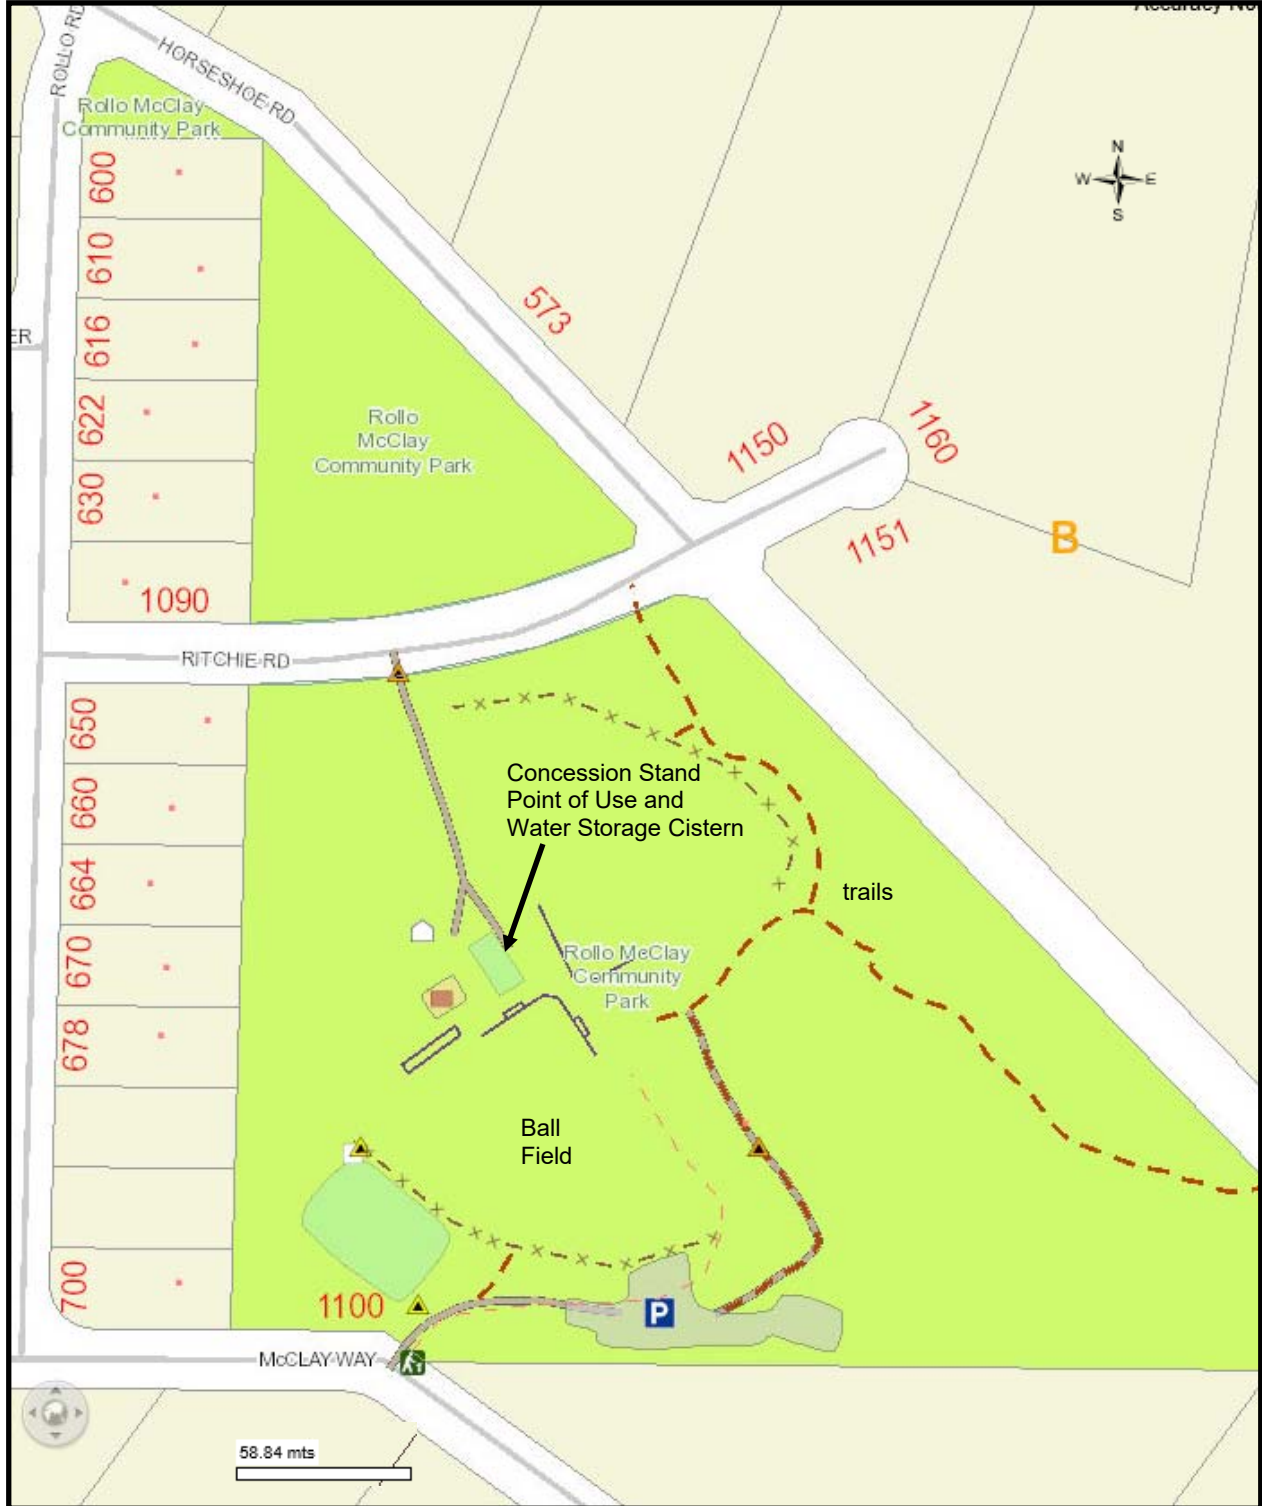 Accuracy No
ROLLO RD
HORSESHOE RD
Rollo McClay
Community Park
N
W E
S
600
610
573
ER
616
Rollo
McClay
Community Park
622
1150
1160
630
1151
B
1090
RITCHIE RD
650
660
Concession Stand
Point of Use and
Water Storage Cistern
664
trails
670
Rollo McClay
Community
Park
678
Ball
Field
700
1100
P
McCLAY WAY
58.84 mts